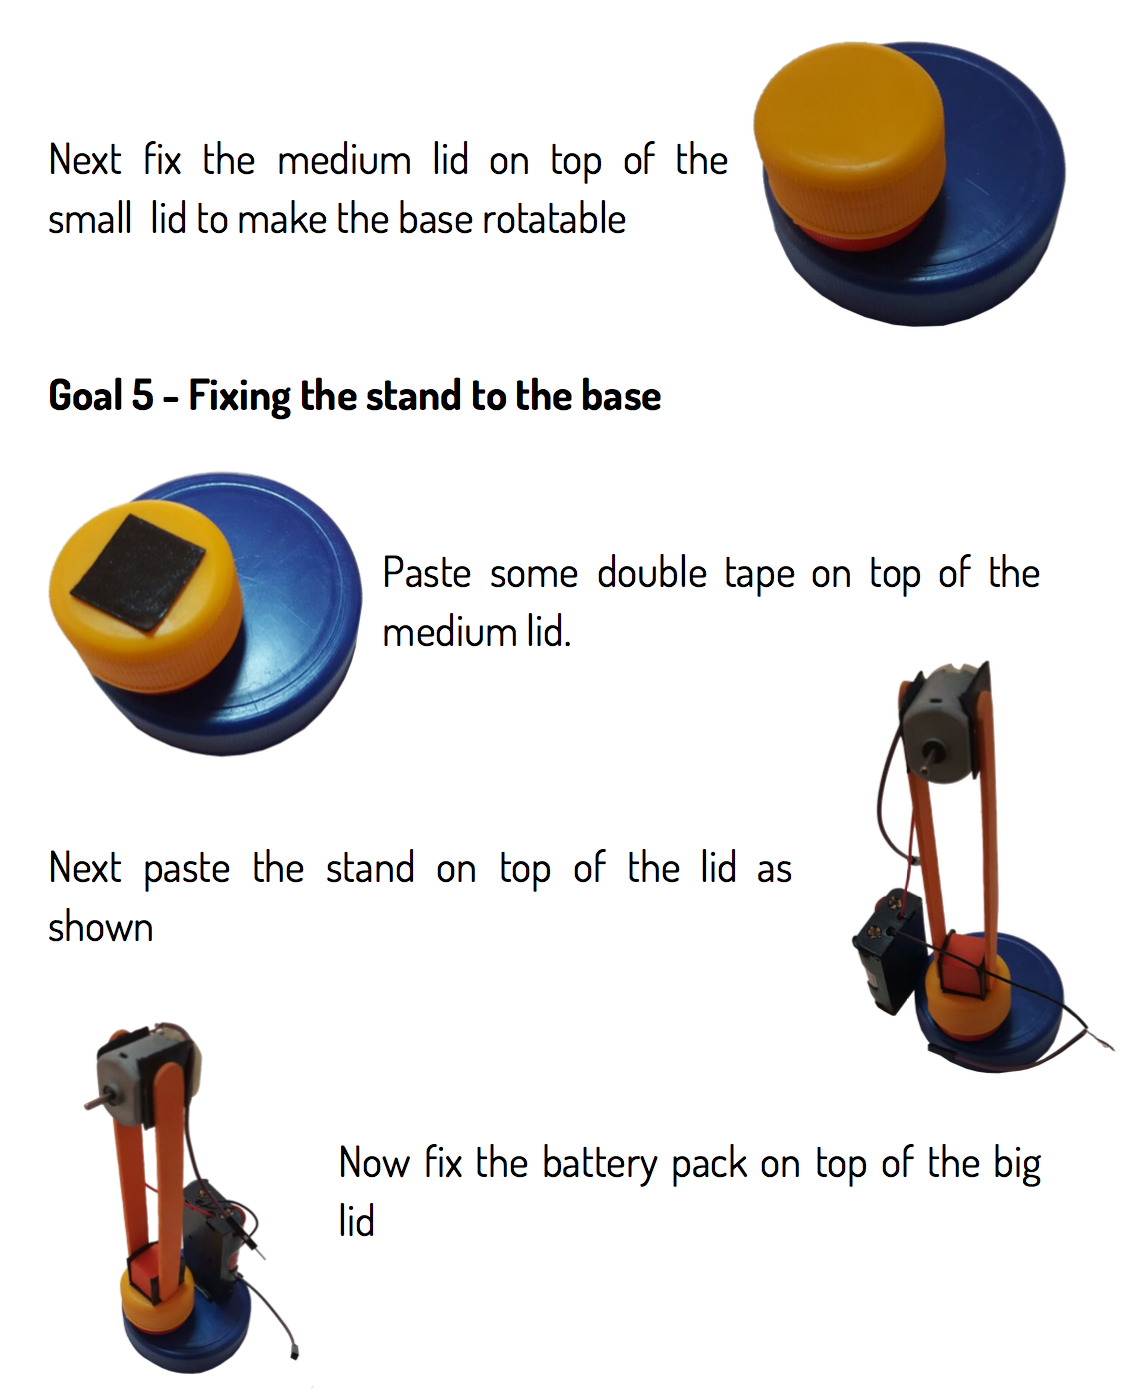 Next fix the medium lid on top of the
small lid to make the base rotatable
Goal 5 - Fixing the stand to the base
Paste some double tape on top of the
medium lid.
Next paste the stand on top of the lid as
shown
Now fix the battery pack on top of the big
lid